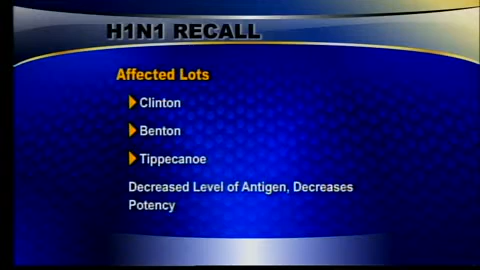 H1N1 RECALL
Affected Lots
Clinton
Benton
Tippecanoe
Decreased Level of Antigen, Decreases
Potency